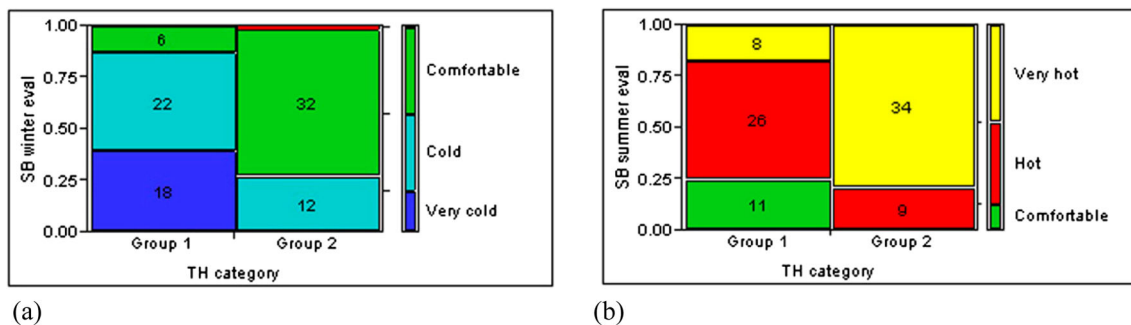 1.00
0.75
0.50
0.25
0.00
SB winter eval
6
22
18
32
12
Group 1
Group 2
TH category
Comfortable
Cold
Very cold
(a)
1.00
0.75
0.50
0.25
0.00
SB summer eval
8
26
11
34
9
Group 1
Group 2
TH category
Very hot
Hot
Comfortable
(b)